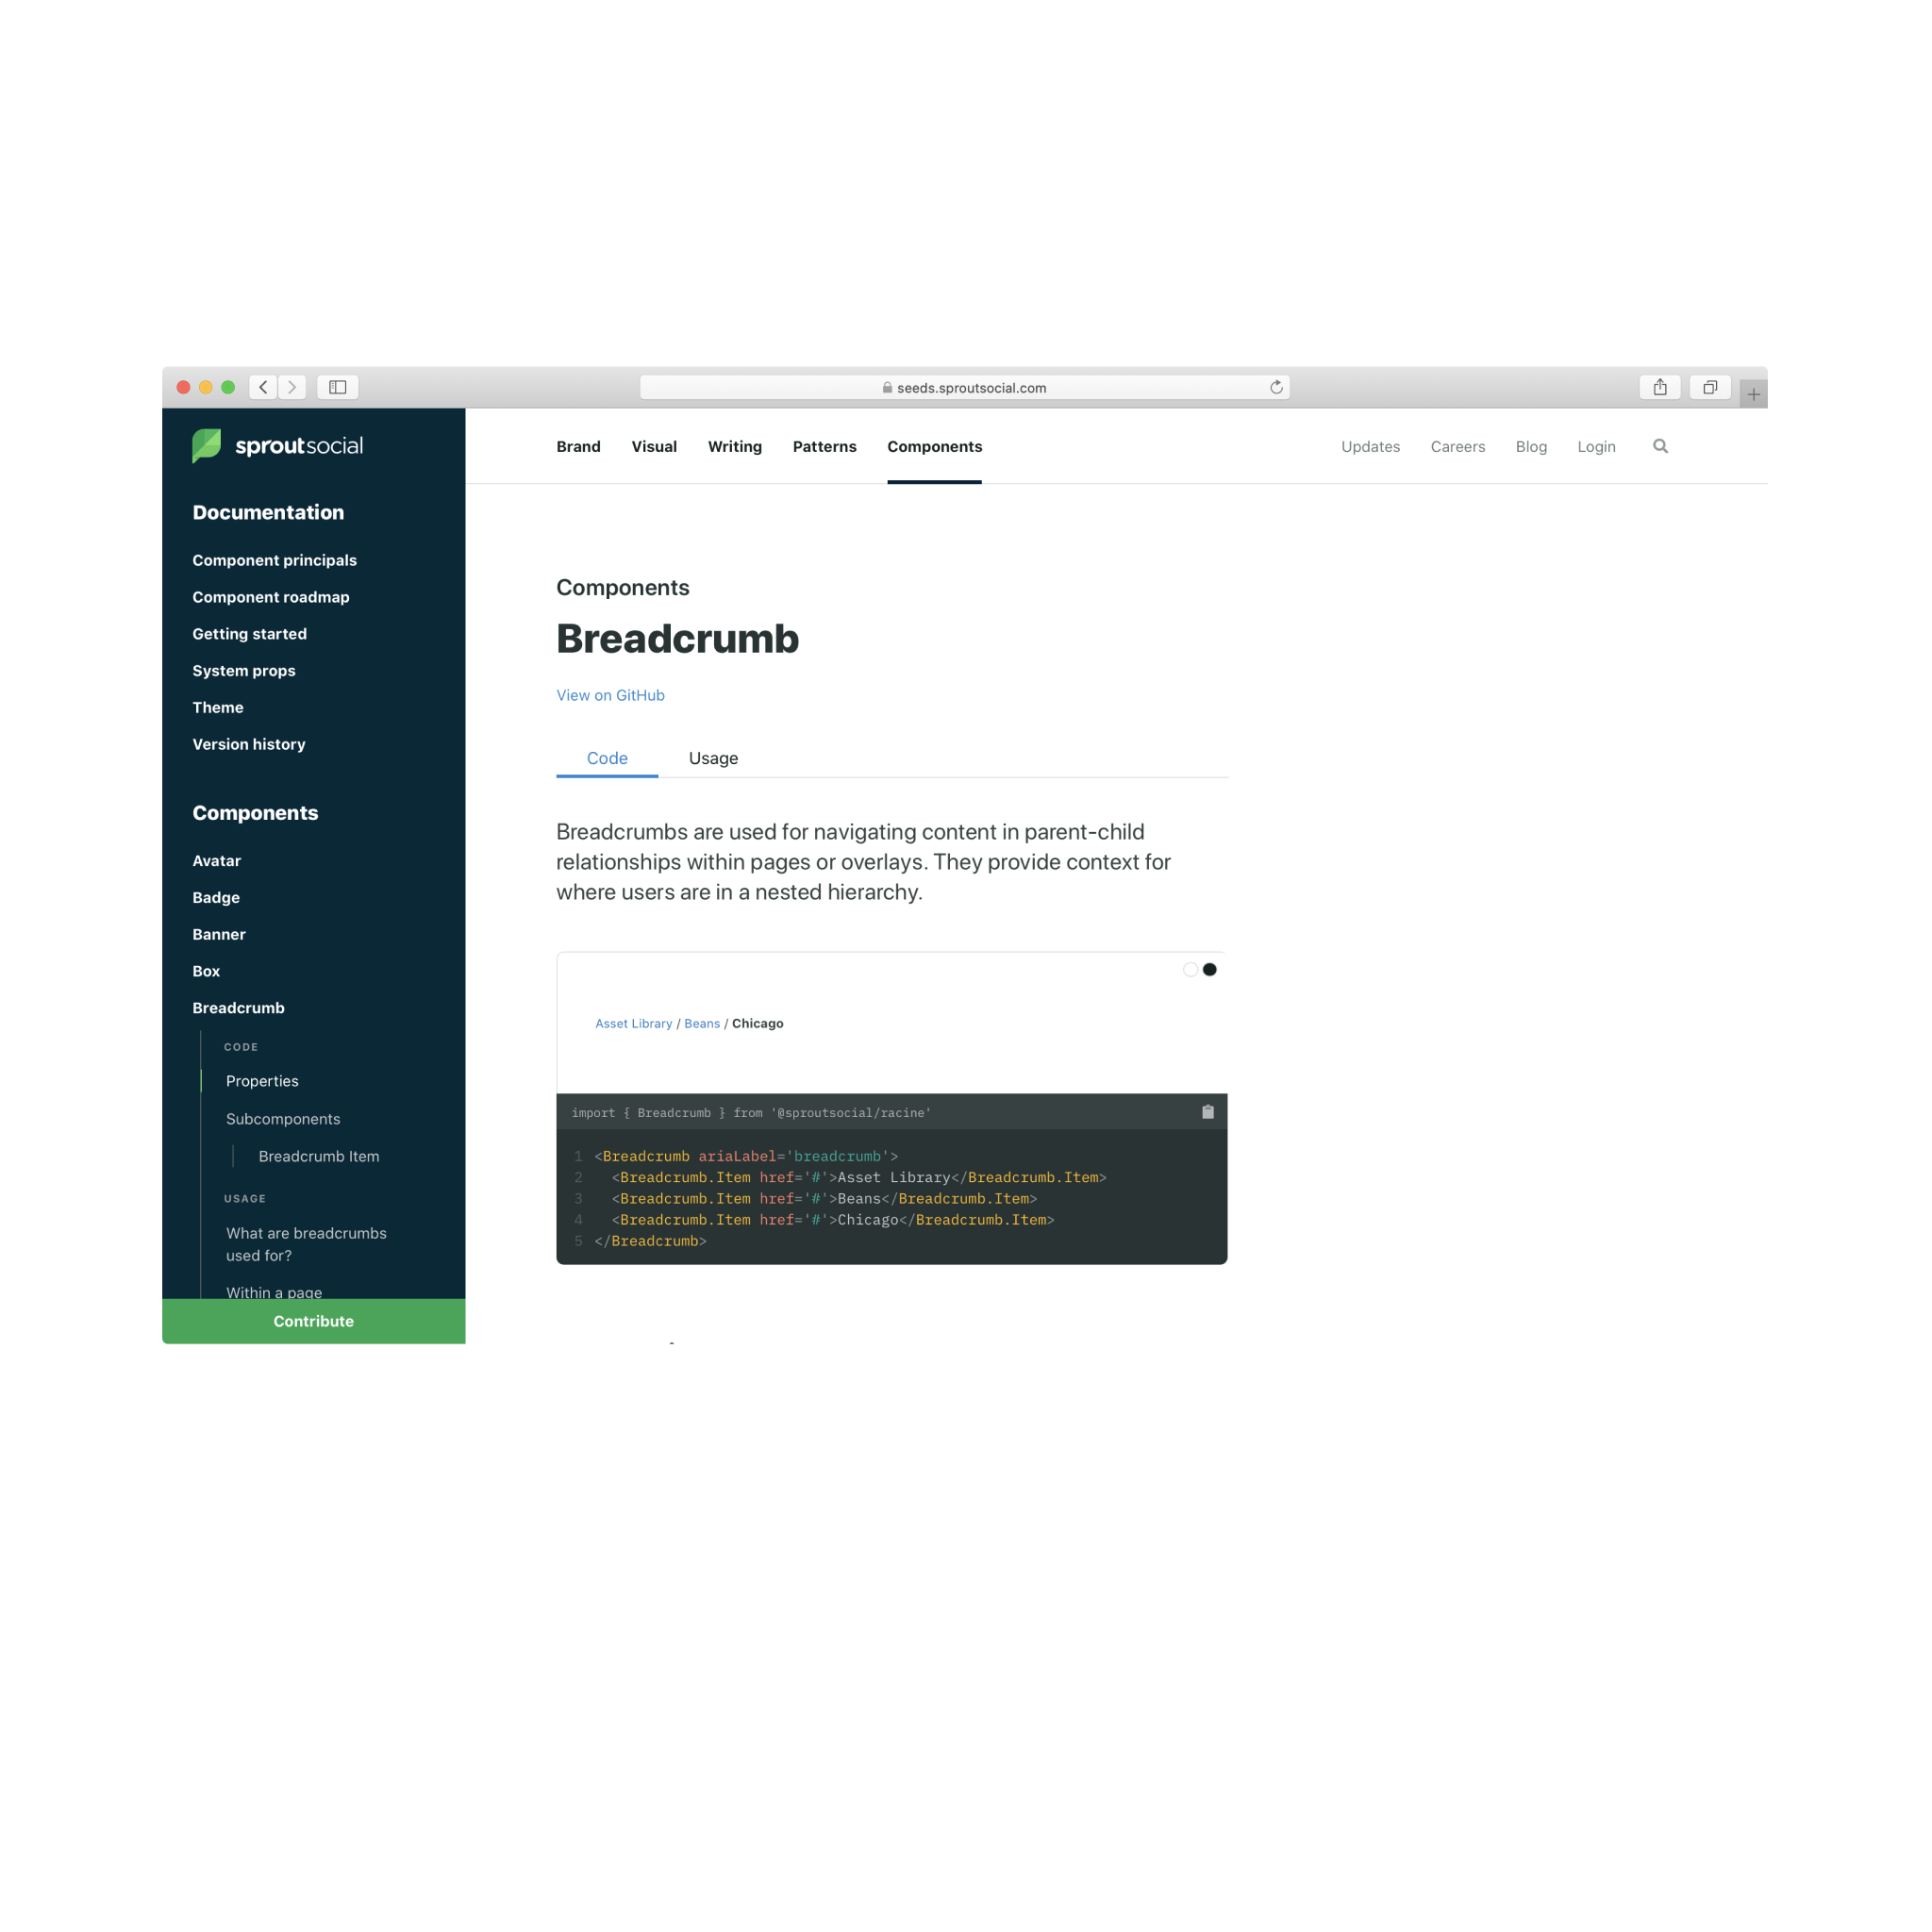 seeds.sproutsocial.com
sproutsocial
Brand Visual Writing Patterns Components
Updates Careers Blog Login
Documentation
Component principals
Component roadmap
Getting started
System props
Theme
Version history
Components
Avatar
Badge
Banner
Box
Breadcrumb
CODE
Properties
Subcomponents
Breadcrumb Item
USAGE
What are breadcrumbs
used for?
Within a page
Contribute
Components
Breadcrumb
View on GitHub
Code Usage
Breadcrumbs are used for navigating content in parent-child
relationships within pages or overlays. They provide context for
where users are in a nested hierarchy.
Asset Library / Beans / Chicago
import { Breadcrumb } from '@sproutsocial/racine'
1 <Breadcrumb ariaLabel='breadcrumb'>
2 <Breadcrumb.Item href='#'>Asset Library</Breadcrumb.Item>
3 <Breadcrumb.Item href='#'>Beans</Breadcrumb.Item>
4 <Breadcrumb.Item href='#'>Chicago</Breadcrumb.Item>
5 </Breadcrumb>